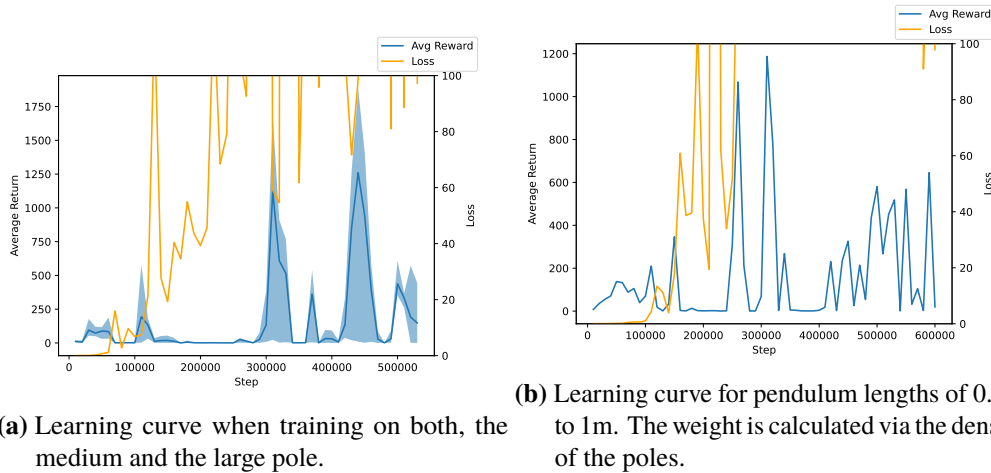 Avg Reward
Loss
1750
1500
1250
1000
750
500
250
0
Average Return
100
80
60
40
20
0
Loss
0 100000 200000 300000 400000 500000
Step
(a) Learning curve when training on both, the
medium and the large pole.
Avg Reward
Loss
1200
1000
800
600
400
200
0
Average Return
100
80
60
40
20
0
Loss
0 100000 200000 300000 400000 500000 600000
Step
(b) Learning curve for pendulum lengths of 0.
to 1m. The weight is calculated via the dens
of the poles.